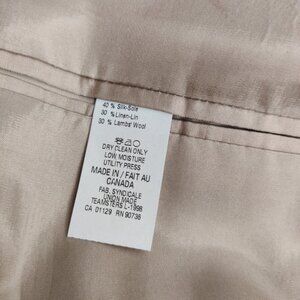 40 % Silk-Soie
30 % Linen-Lin
30 % Lambs' Wool
DRY CLEAN ONLY
LOW MOISTURE
UTILITY PRESS
MADE IN / FAIT AU
CANADA
FAB. SYNDICALE
UNION MADE
TEAMSTERS L-1998
CA 01129 RN 90736